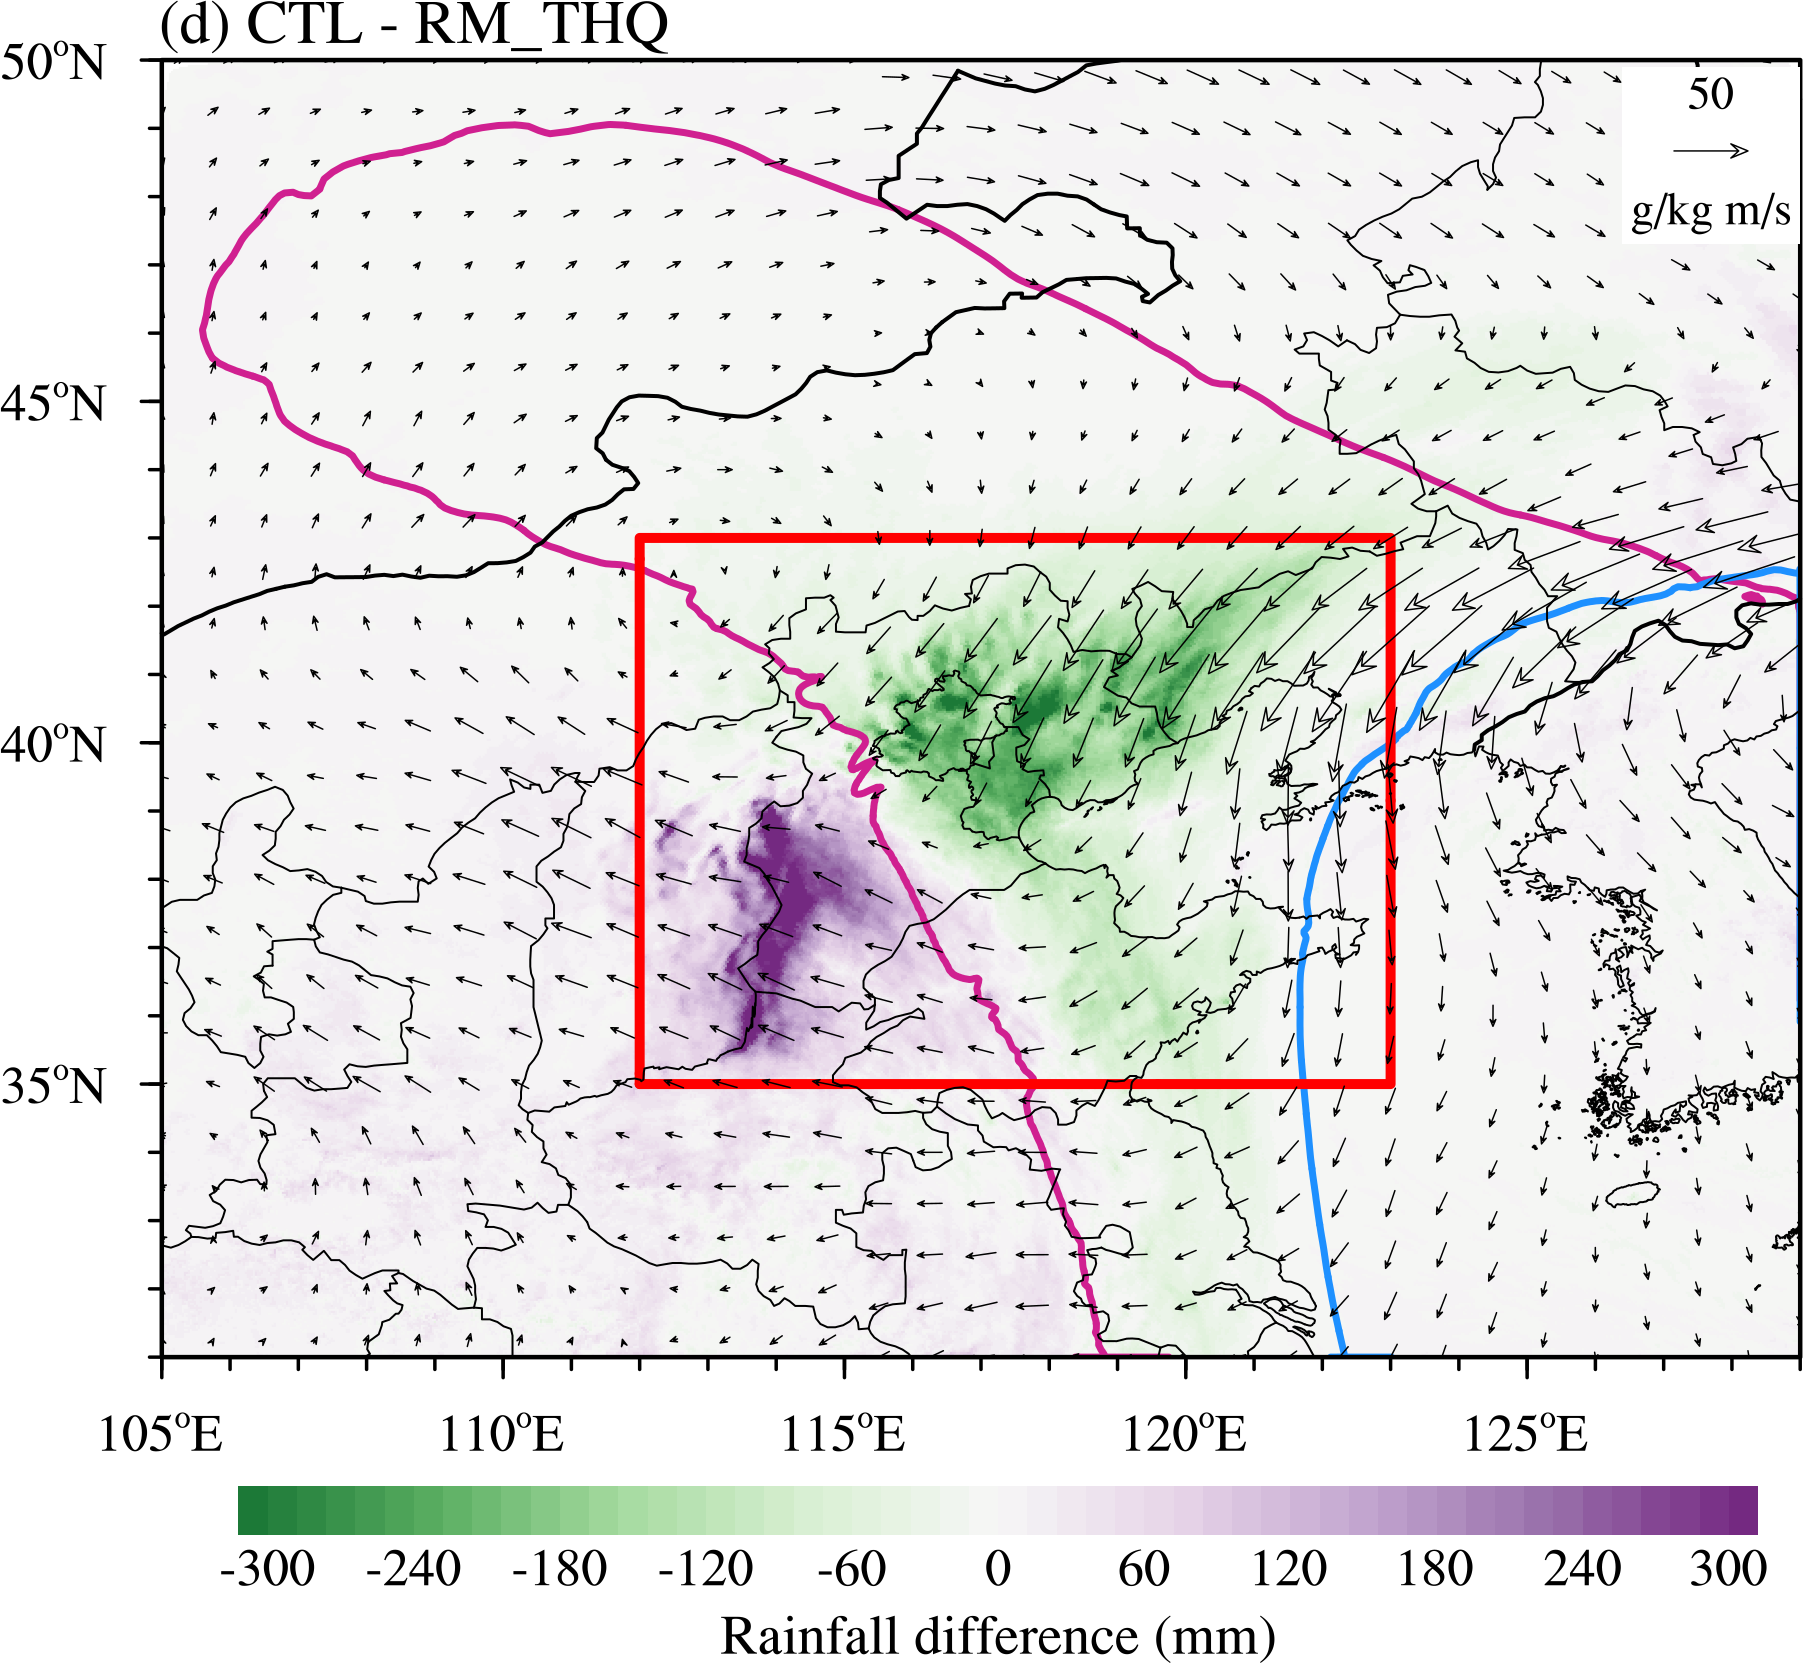 (d) CTL - RM_THQ
50°N
45°N
40°N
35°N
50
g/kg m/s
105°E 110°E 115°E 120°E 125°E
-300 -240 -180 -120 -60 0 60 120 180 240 300
Rainfall difference (mm)